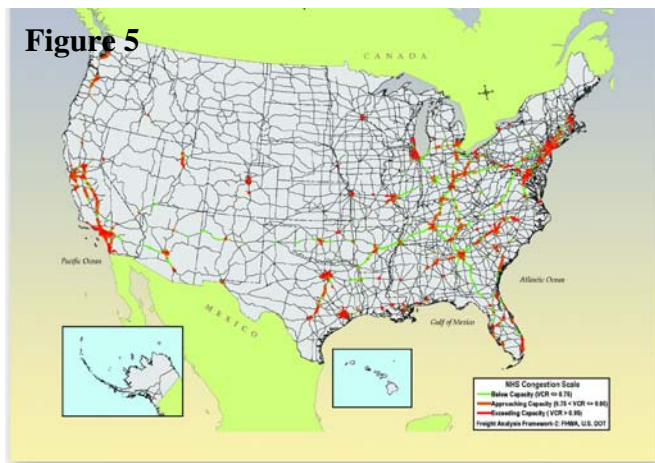 Figure 5
CANADA
Pacific Ocean
MEXICO
Atlantic Ocean
Gulf of Mexico
NHS Congestion Scale
Below Capacity (VCR <= 0.75)
Approaching Capacity (0.75 < VCR <= 0.95)
Exceeding Capacity ( VCR > 0.95)
Freight Analysis Framework-2: FHWA, U.S. DOT